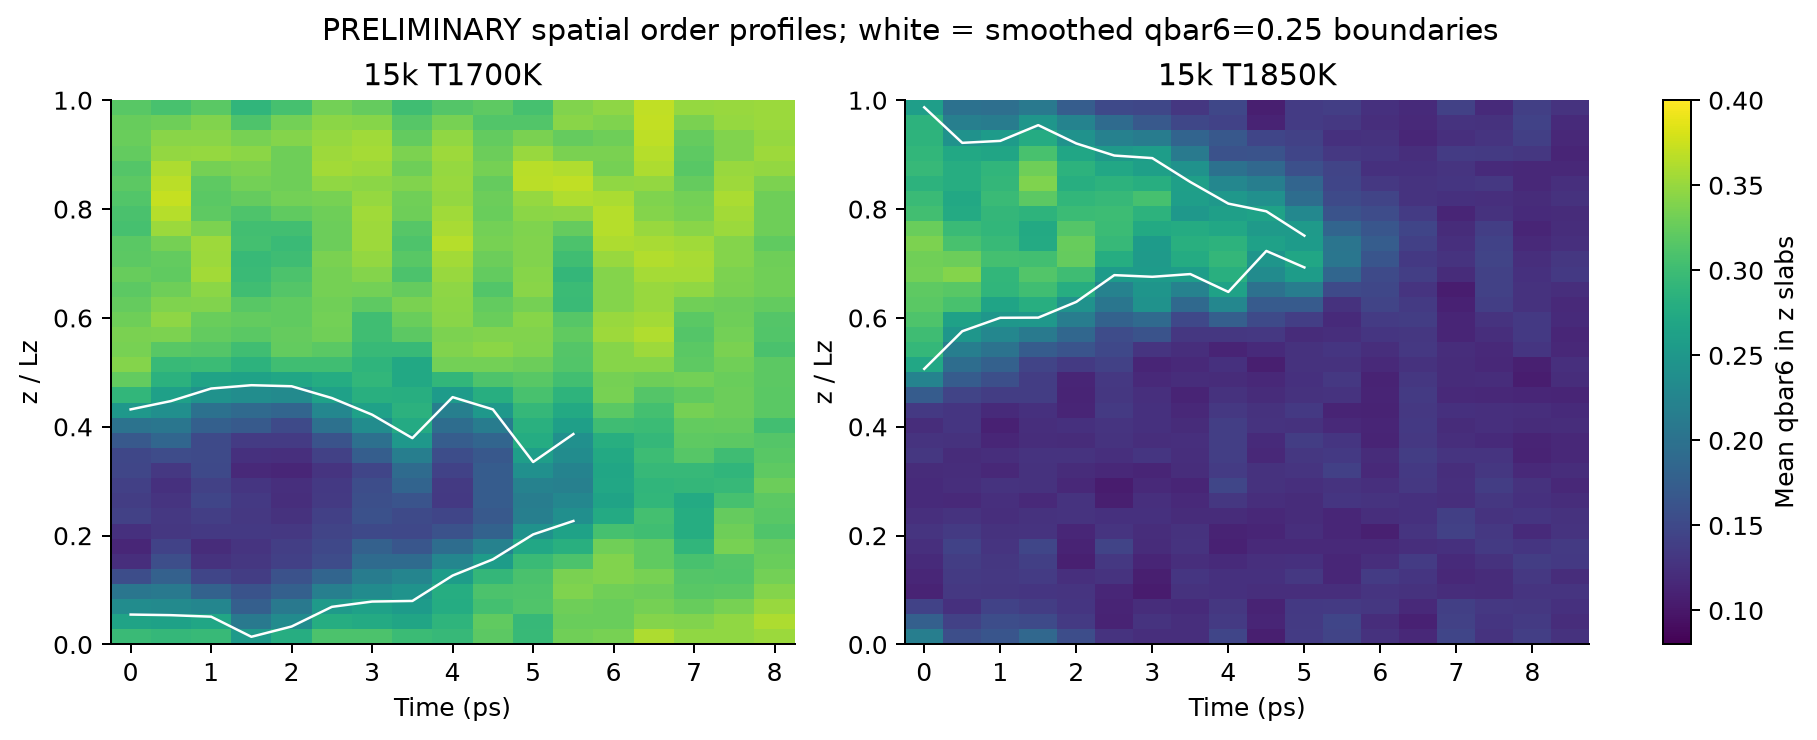 PRELIMINARY spatial order profiles; white = smoothed qbar6=0.25 boundaries
15k T1700K
1.0
0.8
0.6
0.4
0.2
0.0
z / Lz
0 1 2 3 4 5 6 7 8
Time (ps)
15k T1850K
1.0
0.8
0.6
0.4
0.2
0.0
z / Lz
0 1 2 3 4 5 6 7 8
Time (ps)
0.40
0.35
0.30
0.25
0.20
0.15
0.10
Mean qbar6 in z slabs